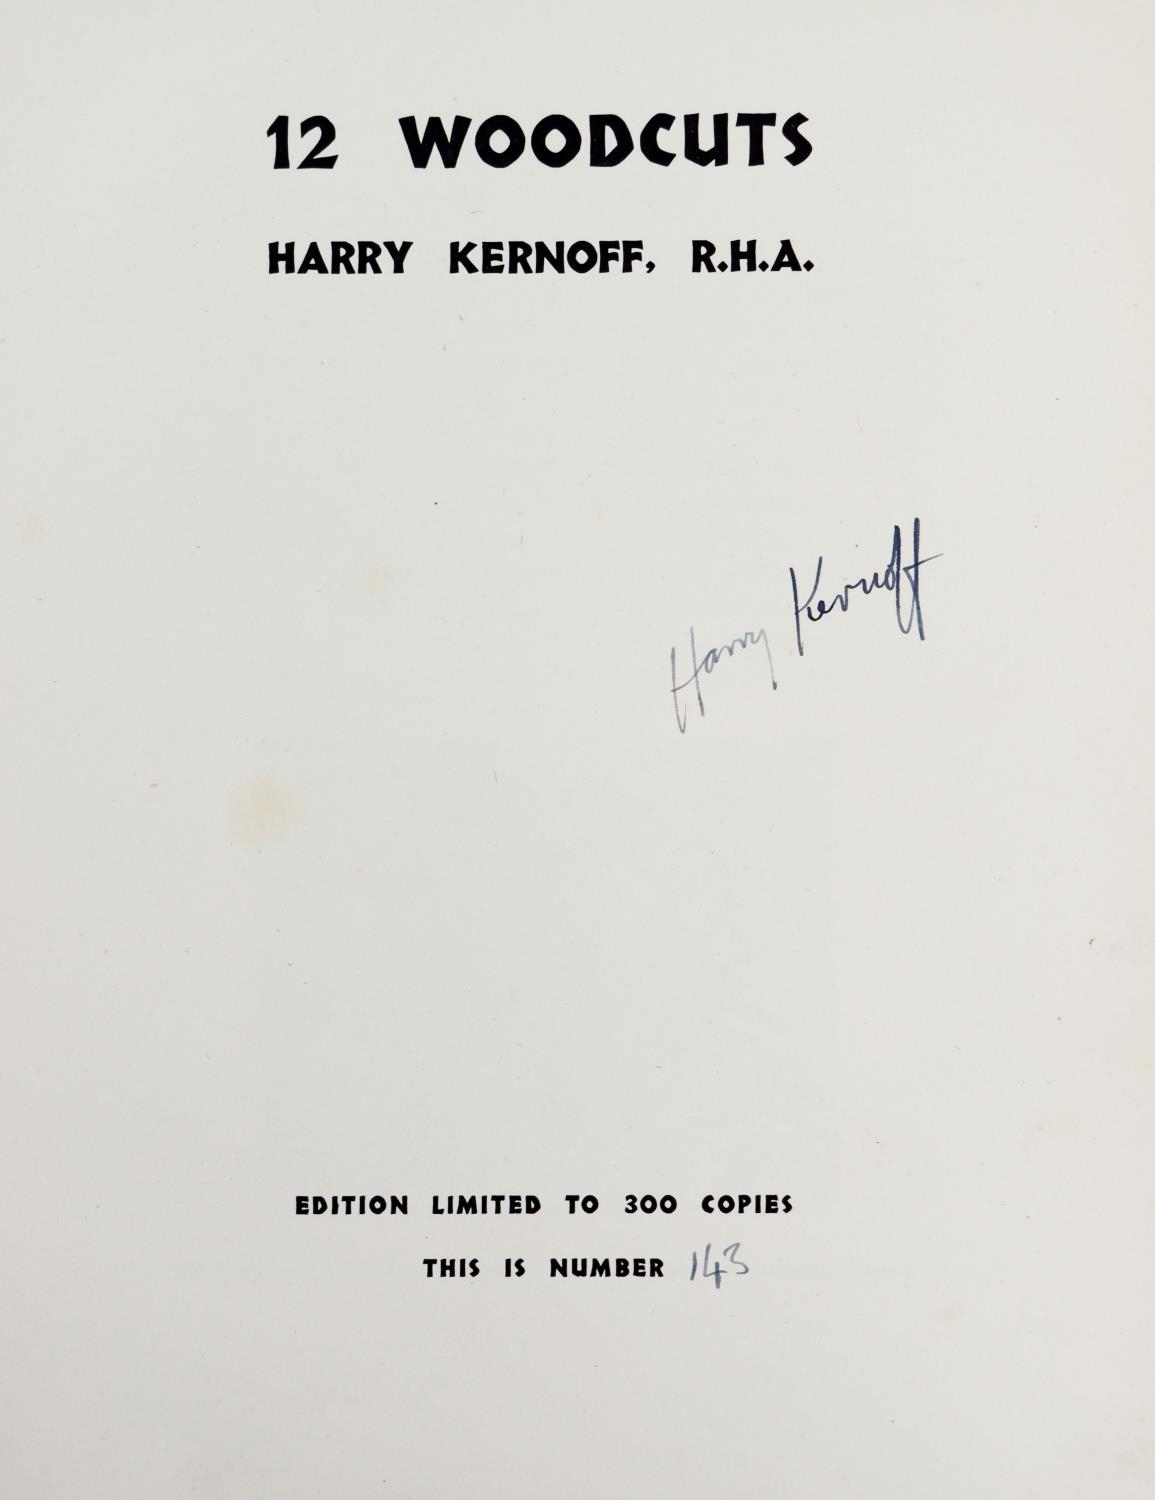 12 WOODCUTS
HARRY KERNOFF, R.H.A.
Harry Kernoff
EDITION LIMITED TO 300 COPIES
THIS IS NUMBER 143